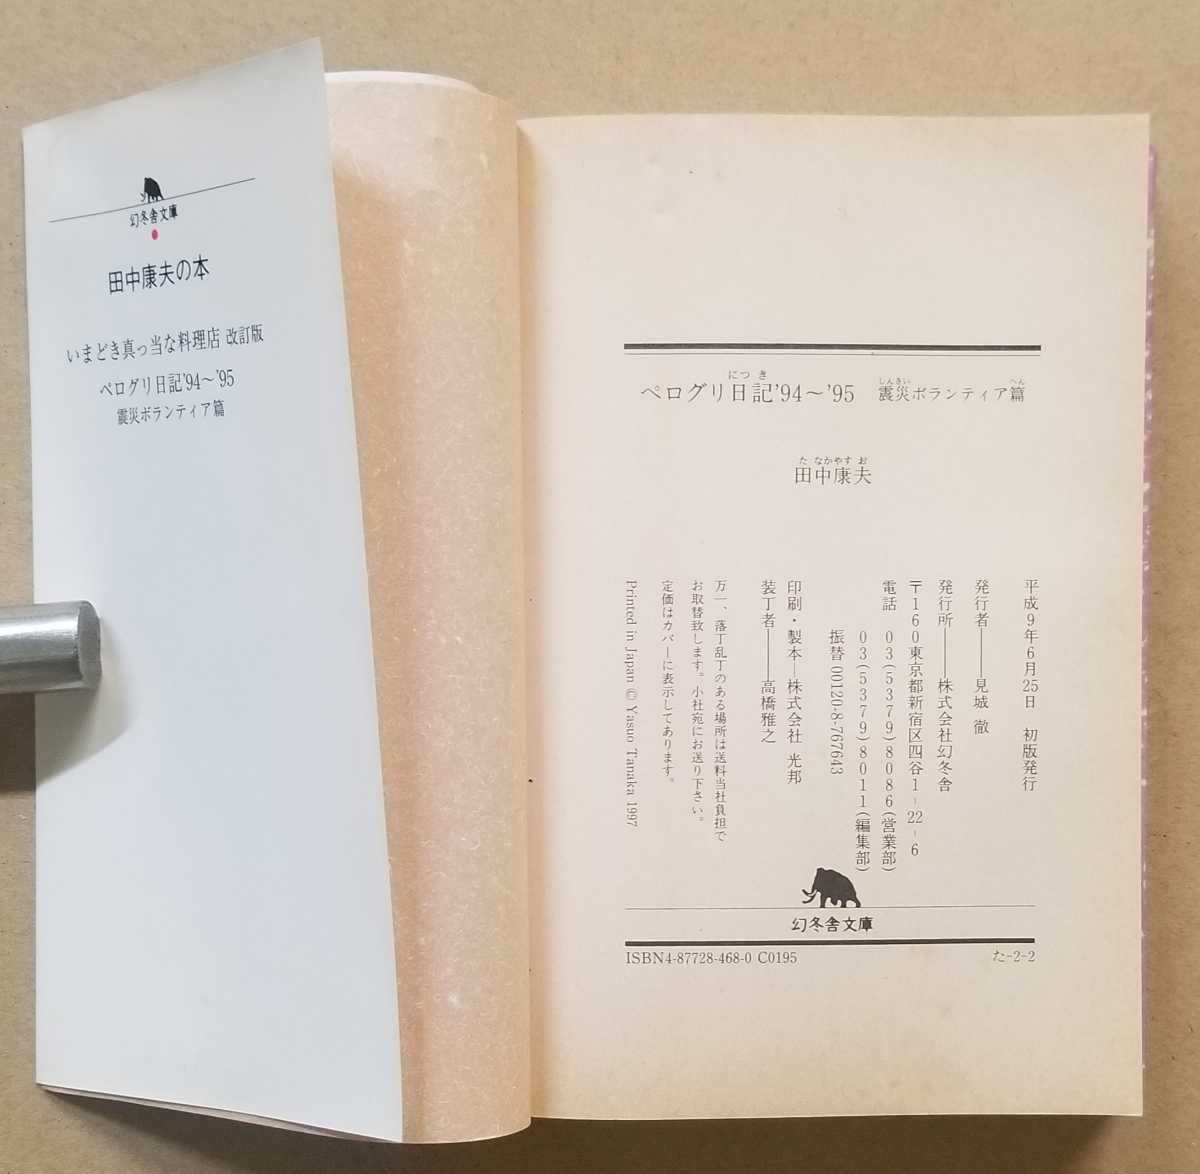 幻冬舎文庫
田中康夫の本
いまどき真っ当な料理店 改訂版
ペログリ日記'94〜'95
震災ボランティア篇
にっき しんさい へん
ペログリ日記'94〜'95 震災ボランティア篇
たなかやすお
田中康夫
平成9年6月25日 初版発行
発行者——見城 徹
発行所——株式会社幻冬舎
〒160東京都新宿区四谷1-22-6
電話 03(5379)8086(営業部)
03(5379)8011(編集部)
振替00120-8-767643
印刷・製本—株式会社 光邦
装丁者——高橋雅之
万一、落丁乱丁のある場所は送料当社負担で
お取替致します。小社宛にお送り下さい。
定価はカバーに表示してあります。
Printed in Japan © Yasuo Tanaka 1997
幻冬舎文庫
ISBN4-87728-468-0 C0195
た-2-2